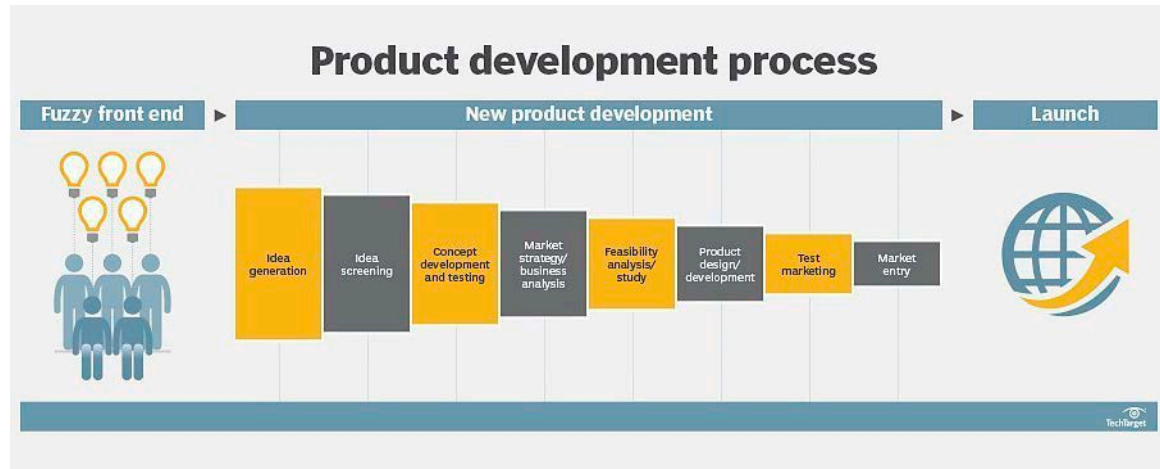 Product development process
Fuzzy front end
New product development
Launch
Idea
generation
Idea
screening
Concept
development
and testing
Market
strategy/
business
analysis
Feasibility
analysis/
study
Product
design/
development
Test
marketing
Market
entry
TechTarget